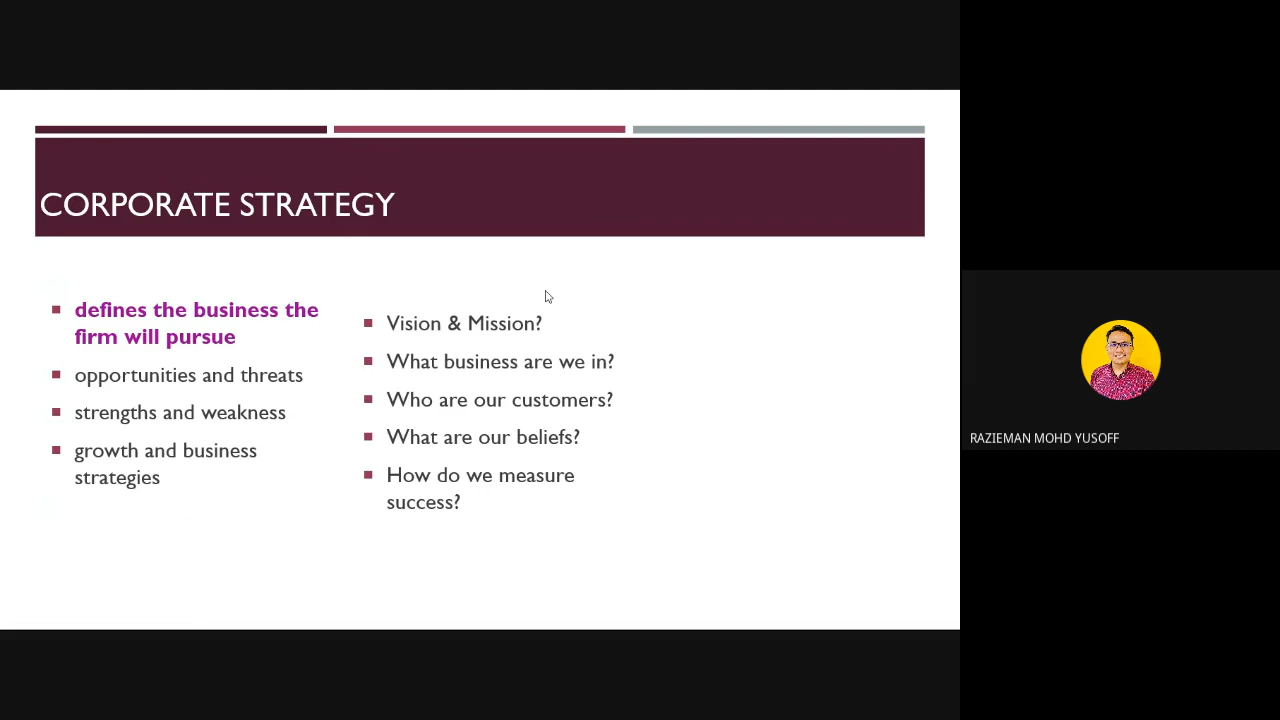 CORPORATE STRATEGY
defines the business the
firm will pursue
opportunities and threats
strengths and weakness
growth and business
strategies
Vision & Mission?
What business are we in?
Who are our customers?
What are our beliefs?
How do we measure
success?
RAZIEMAN MOHD YUSOFF